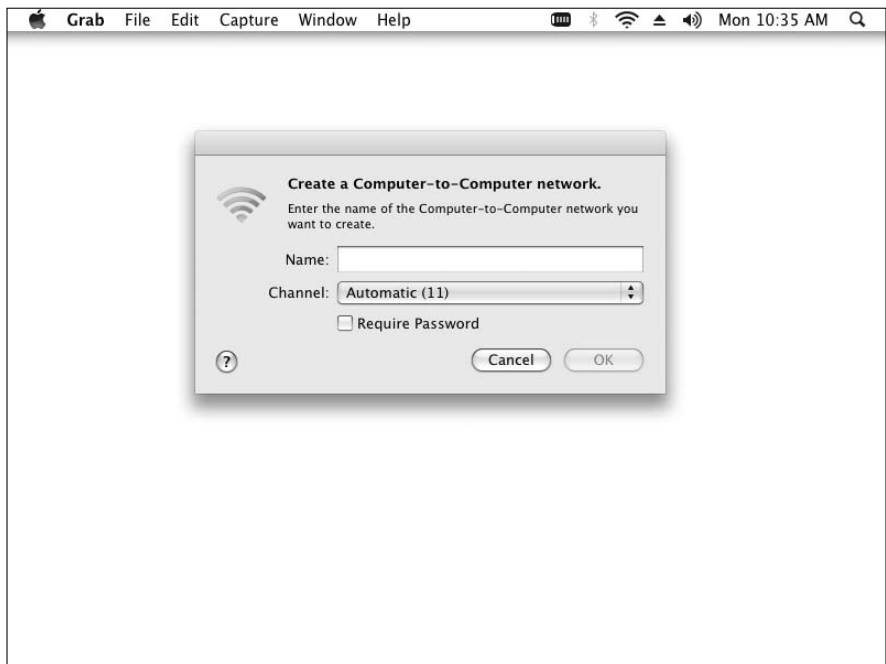 Grab File Edit Capture Window Help Mon 10:35 AM
Create a Computer-to-Computer network.
Enter the name of the Computer-to-Computer network you
want to create.
Name:
Channel: Automatic (11)
Require Password
? Cancel OK